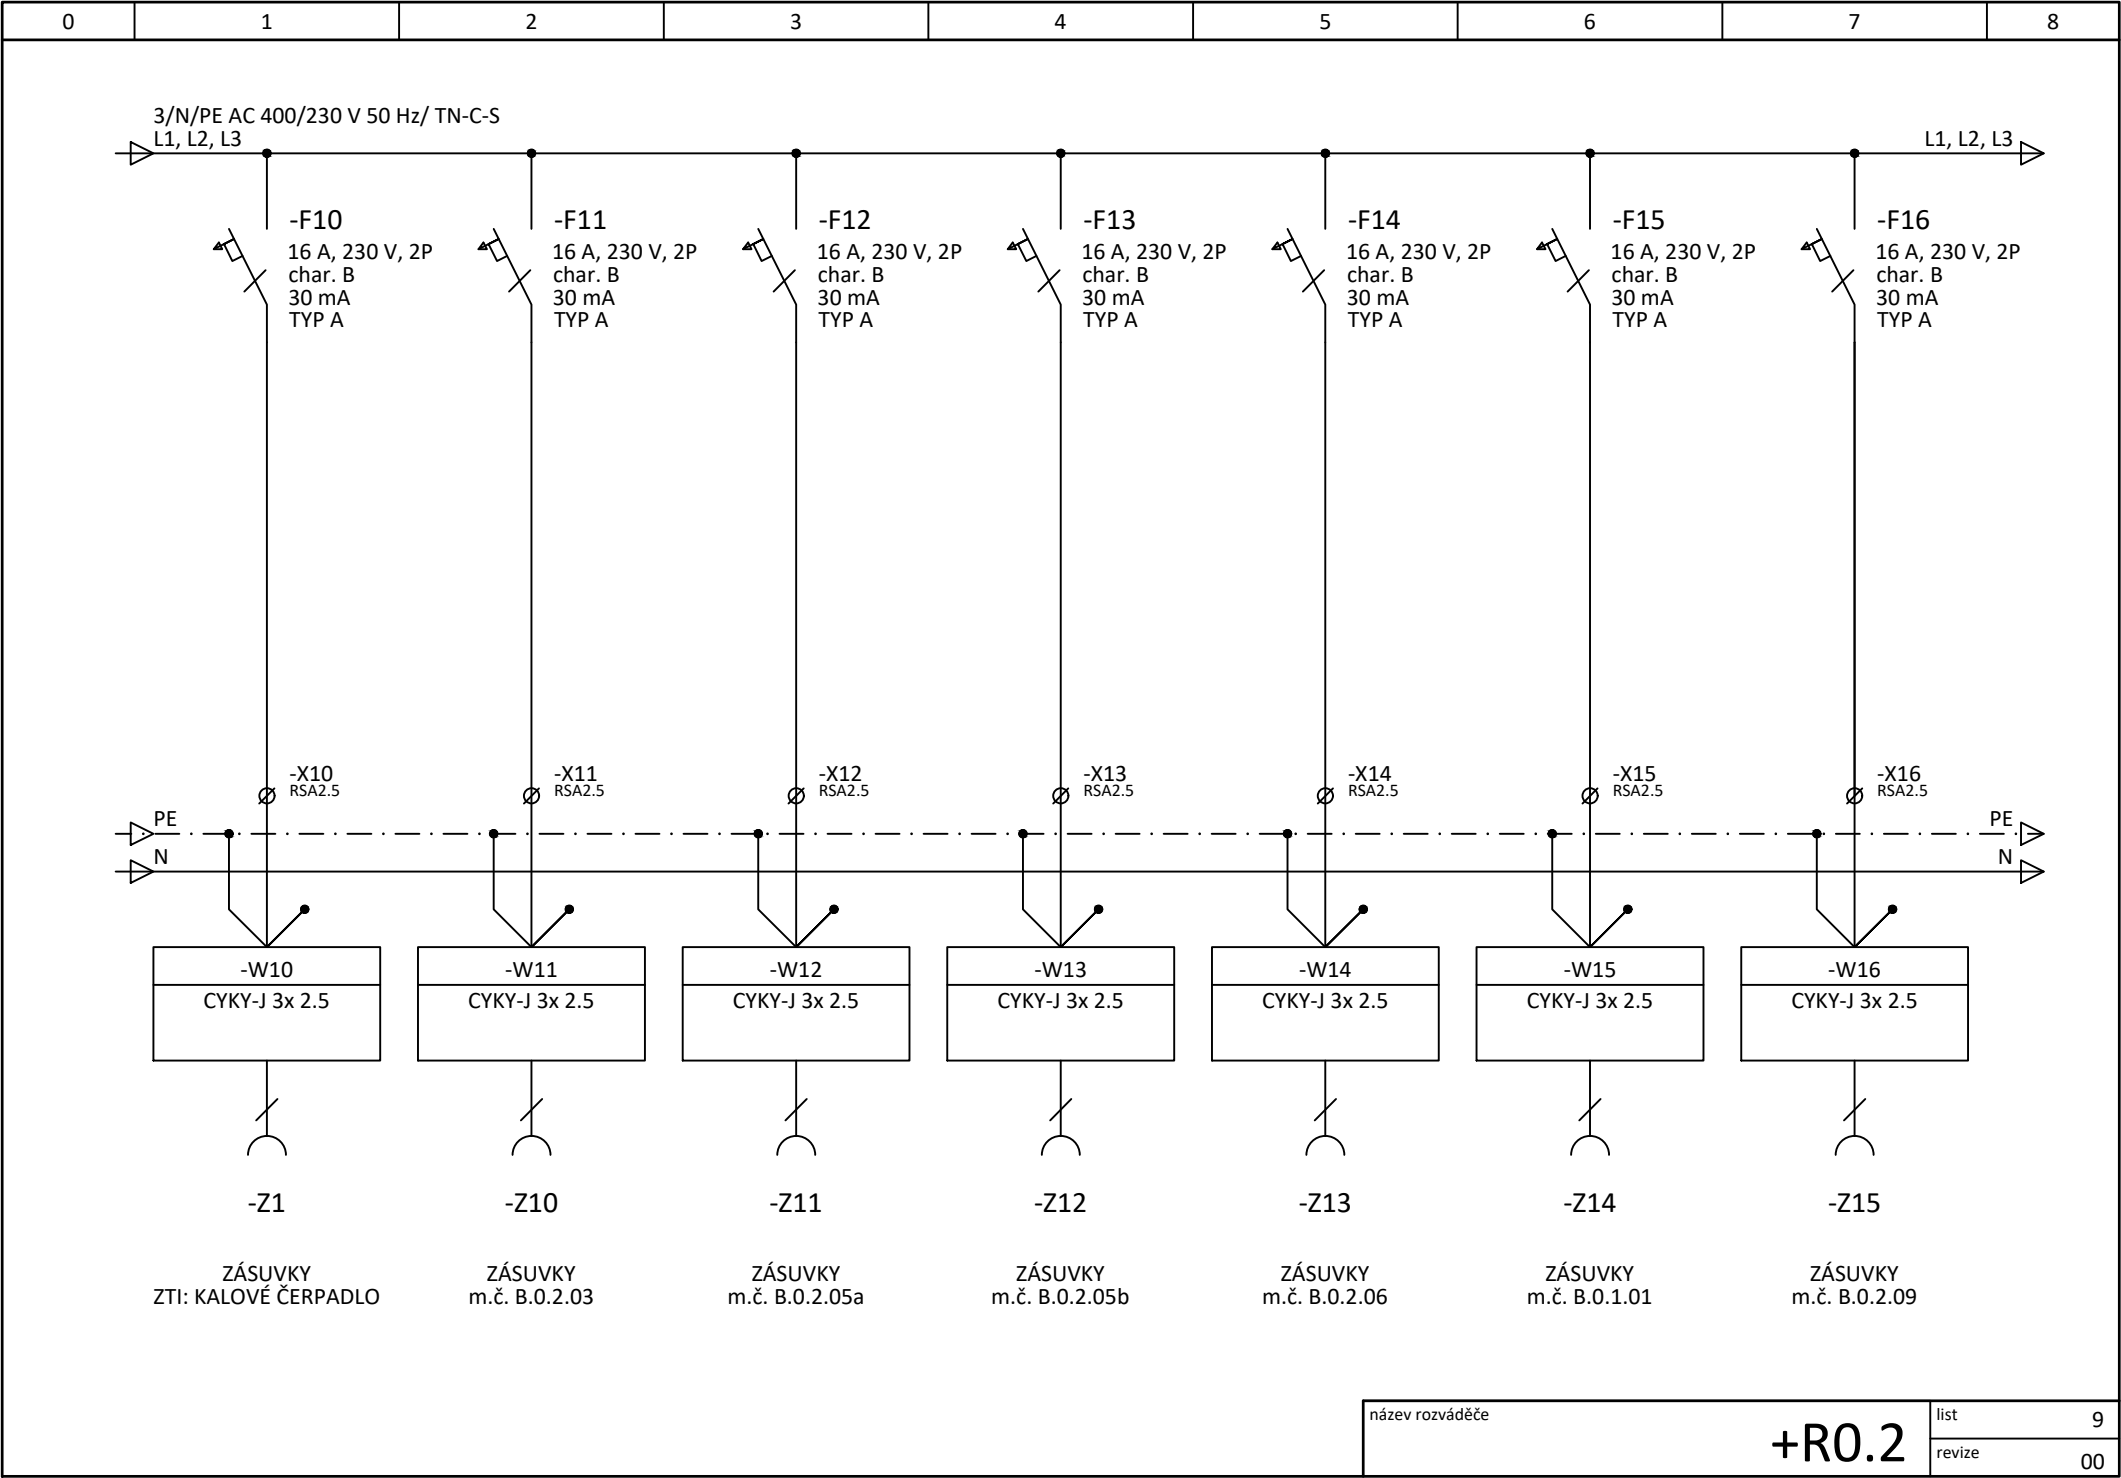 0 1 2 3 4 5 6 7 8
3/N/PE AC 400/230 V 50 Hz/ TN-C-S
L1, L2, L3 L1, L2, L3
-F10
16 A, 230 V, 2P
char. B
30 mA
TYP A
-F11
16 A, 230 V, 2P
char. B
30 mA
TYP A
-F12
16 A, 230 V, 2P
char. B
30 mA
TYP A
-F13
16 A, 230 V, 2P
char. B
30 mA
TYP A
-F14
16 A, 230 V, 2P
char. B
30 mA
TYP A
-F15
16 A, 230 V, 2P
char. B
30 mA
TYP A
-F16
16 A, 230 V, 2P
char. B
30 mA
TYP A
-X10
RSA2.5
-X11
RSA2.5
-X12
RSA2.5
-X13
RSA2.5
-X14
RSA2.5
-X15
RSA2.5
-X16
RSA2.5
PE PE
N N
-W10
CYKY-J 3x 2.5
-W11
CYKY-J 3x 2.5
-W12
CYKY-J 3x 2.5
-W13
CYKY-J 3x 2.5
-W14
CYKY-J 3x 2.5
-W15
CYKY-J 3x 2.5
-W16
CYKY-J 3x 2.5
-Z1
ZÁSUVKY
ZTI: KALOVÉ ČERPADLO
-Z10
ZÁSUVKY
m.č. B.0.2.03
-Z11
ZÁSUVKY
m.č. B.0.2.05a
-Z12
ZÁSUVKY
m.č. B.0.2.05b
-Z13
ZÁSUVKY
m.č. B.0.2.06
-Z14
ZÁSUVKY
m.č. B.0.1.01
-Z15
ZÁSUVKY
m.č. B.0.2.09
název rozváděče
+R0.2
list 9
revize 00